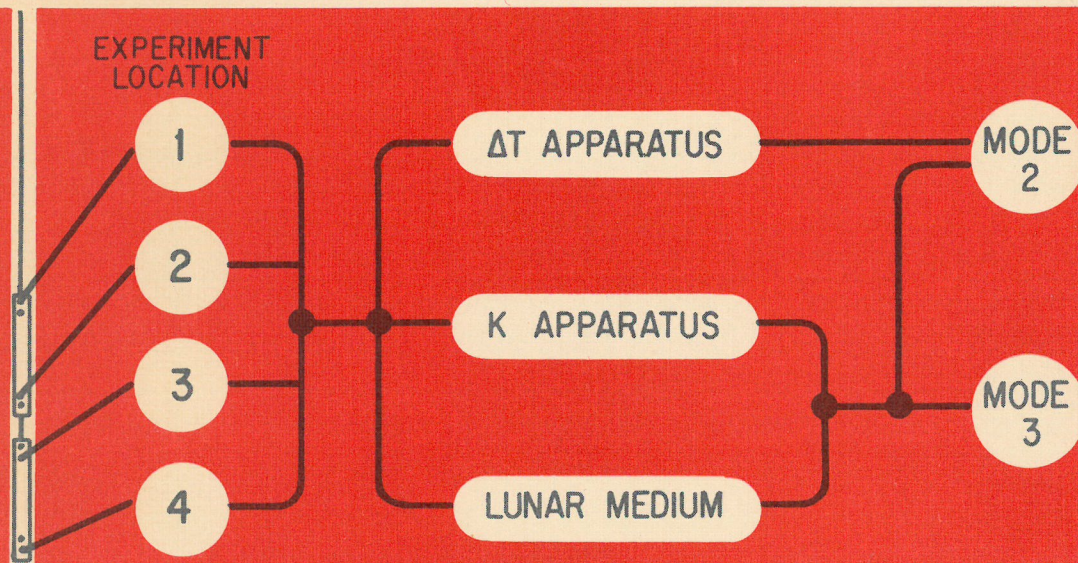 EXPERIMENT
LOCATION
1
2
3
4
ΔT APPARATUS
K APPARATUS
LUNAR MEDIUM
MODE
2
MODE
3